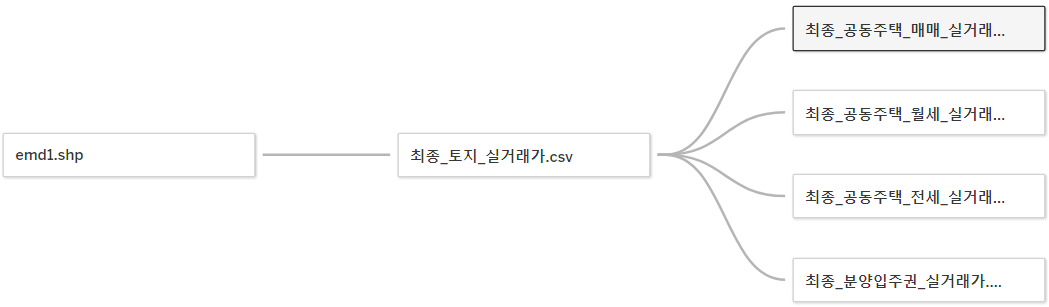 emd1.shp
최종_토지_실거래가.csv
최종_공동주택_매매_실거래...
최종_공동주택_월세_실거래...
최종_공동주택_전세_실거래...
최종_분양입주권_실거래가....